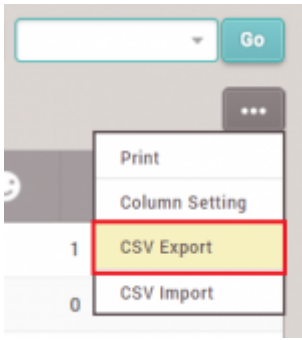 Go
...
Print
Column Setting
CSV Export
1
CSV Import
0